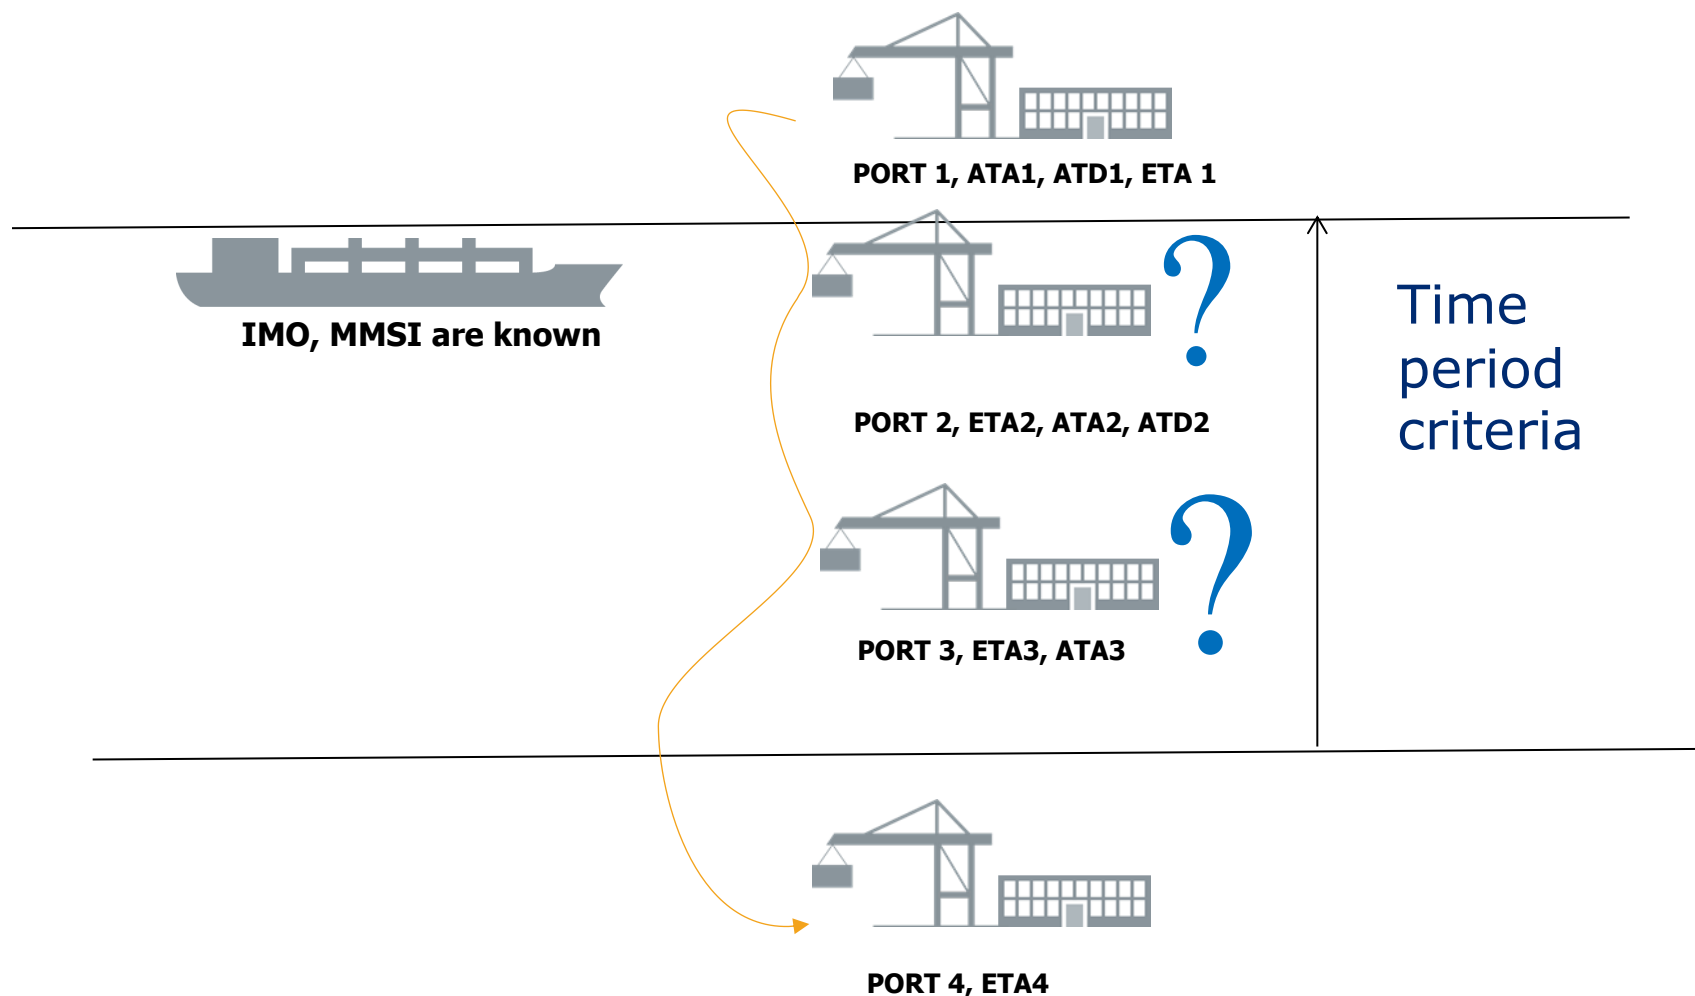 PORT 1, ATA1, ATD1, ETA 1
IMO, MMSI are known
?
Time
period
criteria
PORT 2, ETA2, ATA2, ATD2
?
PORT 3, ETA3, ATA3
PORT 4, ETA4